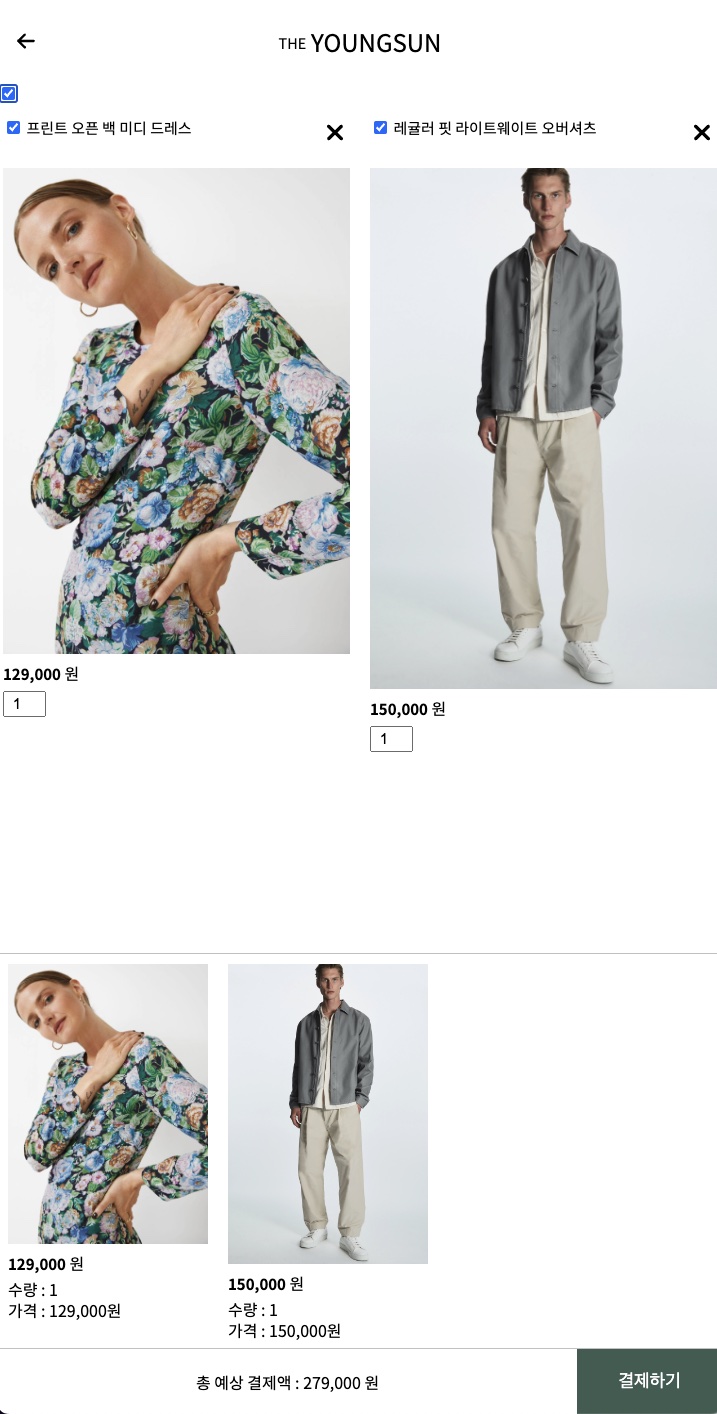 THE YOUNGSUN
프린트 오픈 백 미디 드레스
레귤러 핏 라이트웨이트 오버셔츠
129,000 원
1
150,000 원
1
129,000 원
수량 : 1
가격 : 129,000원
150,000 원
수량 : 1
가격 : 150,000원
총 예상 결제액 : 279,000 원
결제하기